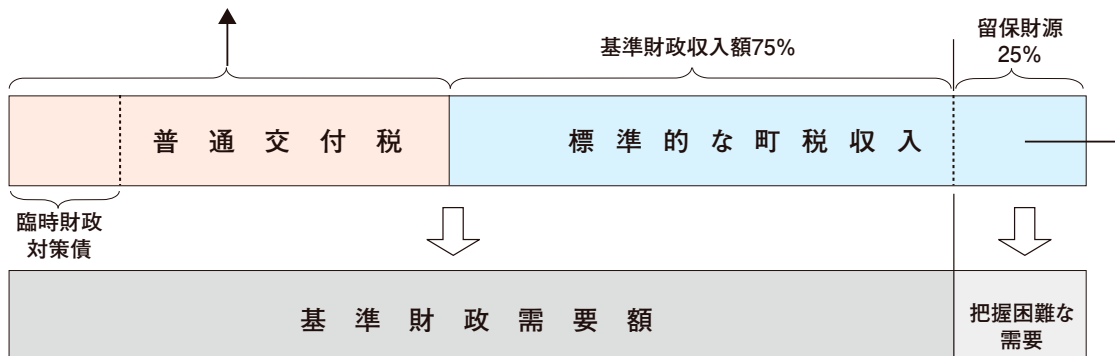 基準財政収入額75%
留保財源
25%
普通交付税
標準的な町税収入
臨時財政
対策債
基準財政需要額
把握困難な
需要